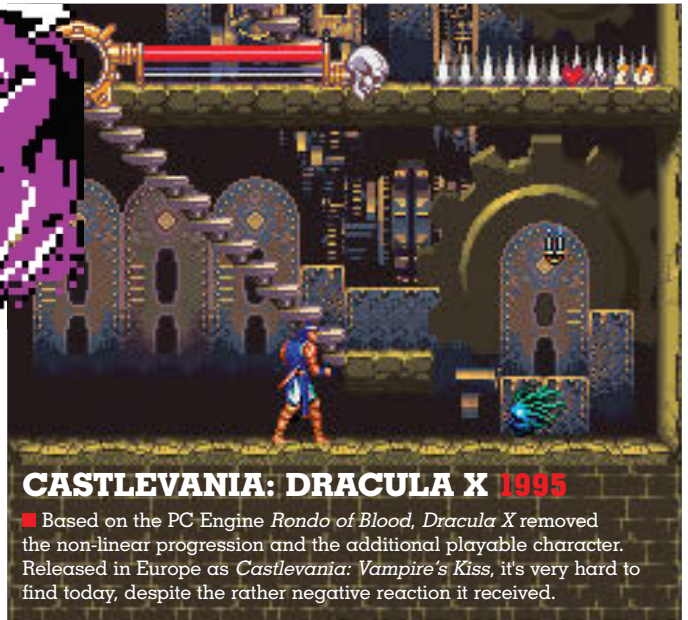 CASTLEVANIA: DRACULA X 1995
Based on the PC Engine Rondo of Blood, Dracula X removed
the non-linear progression and the additional playable character.
Released in Europe as Castlevania: Vampire's Kiss, it's very hard to
find today, despite the rather negative reaction it received.